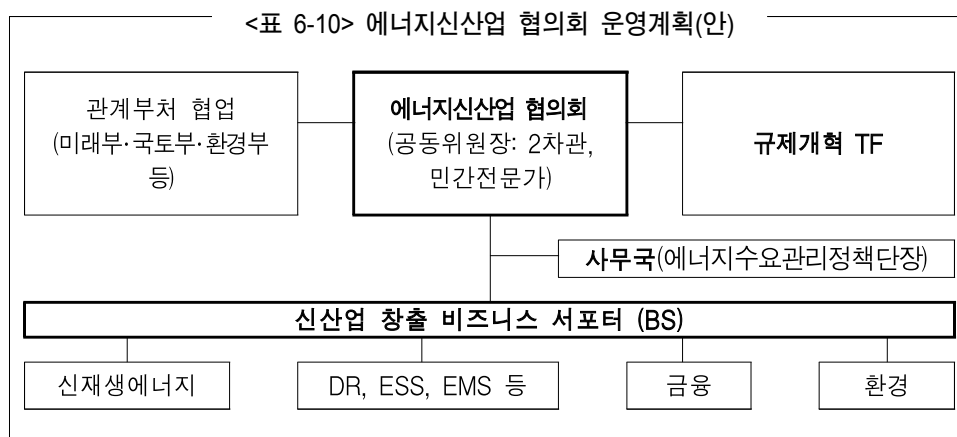 <표 6-10> 에너지신산업 협의회 운영계획(안)
관계부처 협업
(미래부·국토부·환경부
등)
에너지신산업 협의회
(공동위원장: 2차관,
민간전문가)
규제개혁 TF
사무국(에너지수요관리정책단장)
신산업 창출 비즈니스 서포터 (BS)
신재생에너지
DR, ESS, EMS 등
금융
환경